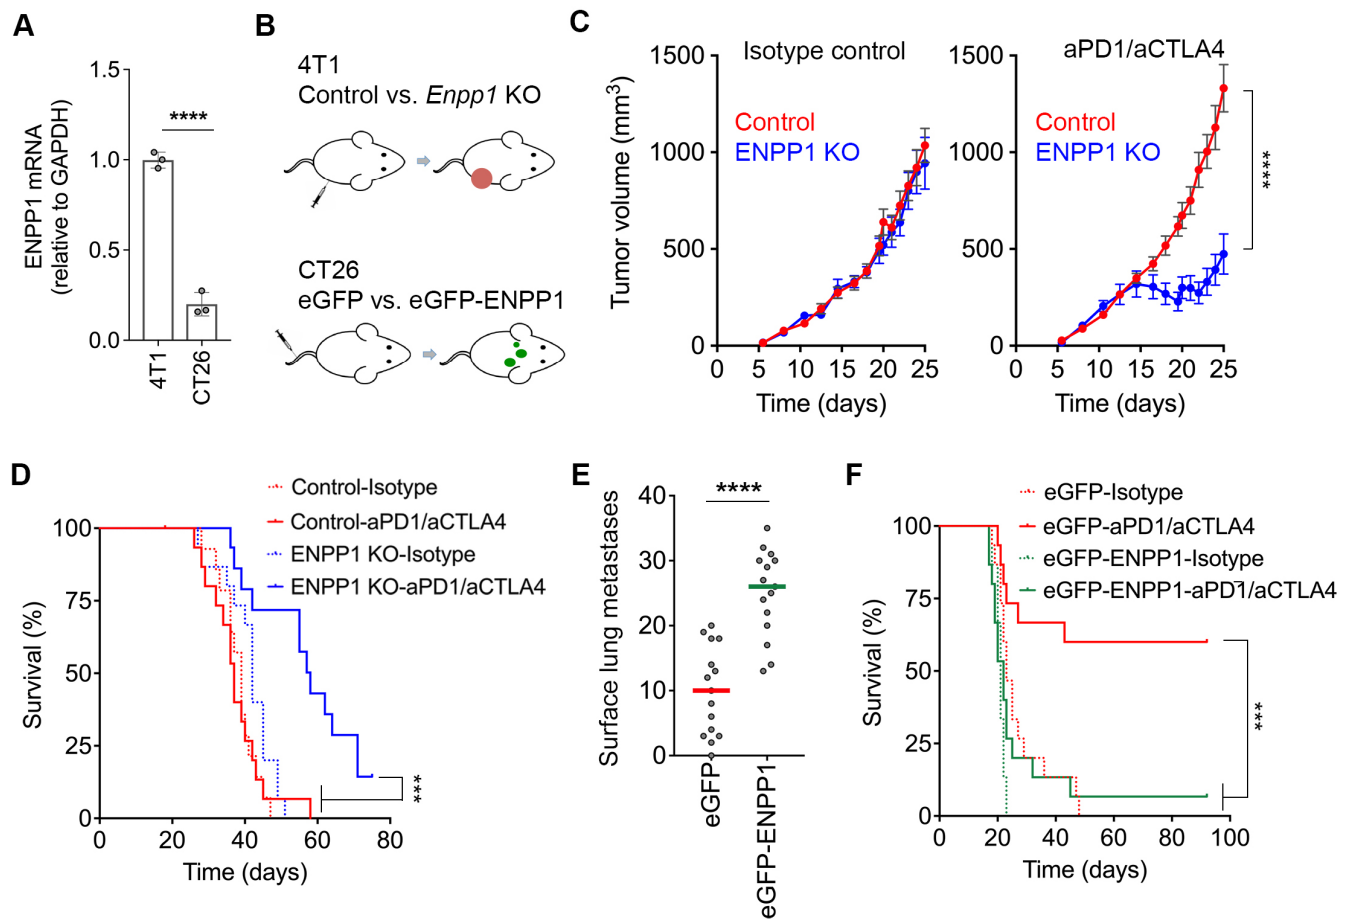 A
ENPP1 mRNA
(relative to GAPDH)
1.5
1.0
0.5
0.0
****
4T1
CT26
B
4T1
Control vs. Enpp1 KO
CT26
eGFP vs. eGFP-ENPP1
C
Tumor volume (mm3)
1500
1000
500
0
Isotype control
Control
ENPP1 KO
0 5 10 15 20 25
Time (days)
1500
1000
500
0
aPD1/aCTLA4
Control
ENPP1 KO
****
0 5 10 15 20 25
Time (days)
D
Control-Isotype
Control-aPD1/aCTLA4
ENPP1 KO-Isotype
ENPP1 KO-aPD1/aCTLA4
Survival (%)
100
75
50
25
0
***
0 20 40 60 80
Time (days)
E
Surface lung metastases
40
30
20
10
0
****
eGFP
eGFP-ENPP1
F
eGFP-Isotype
eGFP-aPD1/aCTLA4
eGFP-ENPP1-Isotype
eGFP-ENPP1-aPD1/aCTLA4
Survival (%)
100
75
50
25
0
***
0 20 40 60 80 100
Time (days)